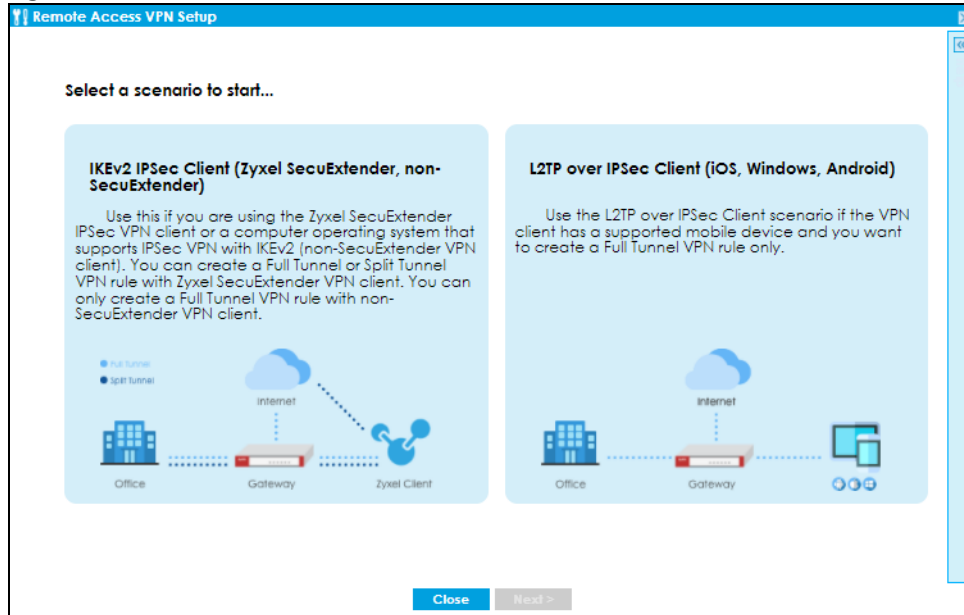 Remote Access VPN Setup
Select a scenario to start...
IKEv2 IPSec Client (Zyxel SecuExtender, non-
SecuExtender)
Use this if you are using the Zyxel SecuExtender
IPSec VPN client or a computer operating system that
supports IPSec VPN with IKEv2 (non-SecuExtender VPN
client). You can create a Full Tunnel or Split Tunnel
VPN rule with Zyxel SecuExtender VPN client. You can
only create a Full Tunnel VPN rule with non-
SecuExtender VPN client.
Full Tunnel
Split Tunnel
Internet
Office
Gateway
Zyxel Client
L2TP over IPSec Client (iOS, Windows, Android)
Use the L2TP over IPSec Client scenario if the VPN
client has a supported mobile device and you want
to create a Full Tunnel VPN rule only.
Internet
Office
Gateway
Close
Next >